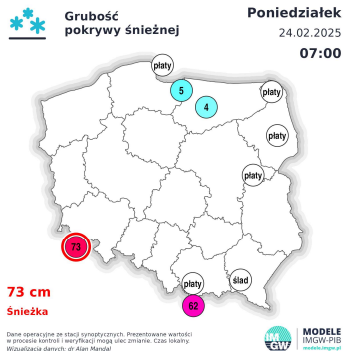 Grubość
pokrywy śnieżnej
Poniedziałek
24.02.2025
07:00
płaty
5
4
płaty
płaty
płaty
73
płaty
ślad
62
73 cm
Śnieżka
Dane operacyjne ze stacji synoptycznych. Prezentowane wartości
w procesie kontroli i weryfikacji mogą ulec zmianie. Czas lokalny.
Wizualizacja danych: dr Alan Mandal
IM
GW
MODELE
IMGW-PIB
modele.imgw.pl